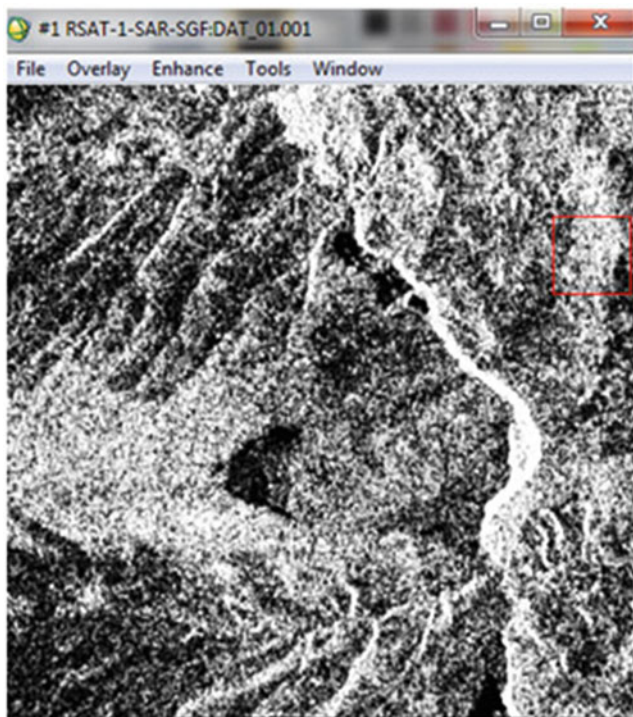 #1 RSAT-1-SAR-SGF:DAT_01.001
File Overlay Enhance Tools Window